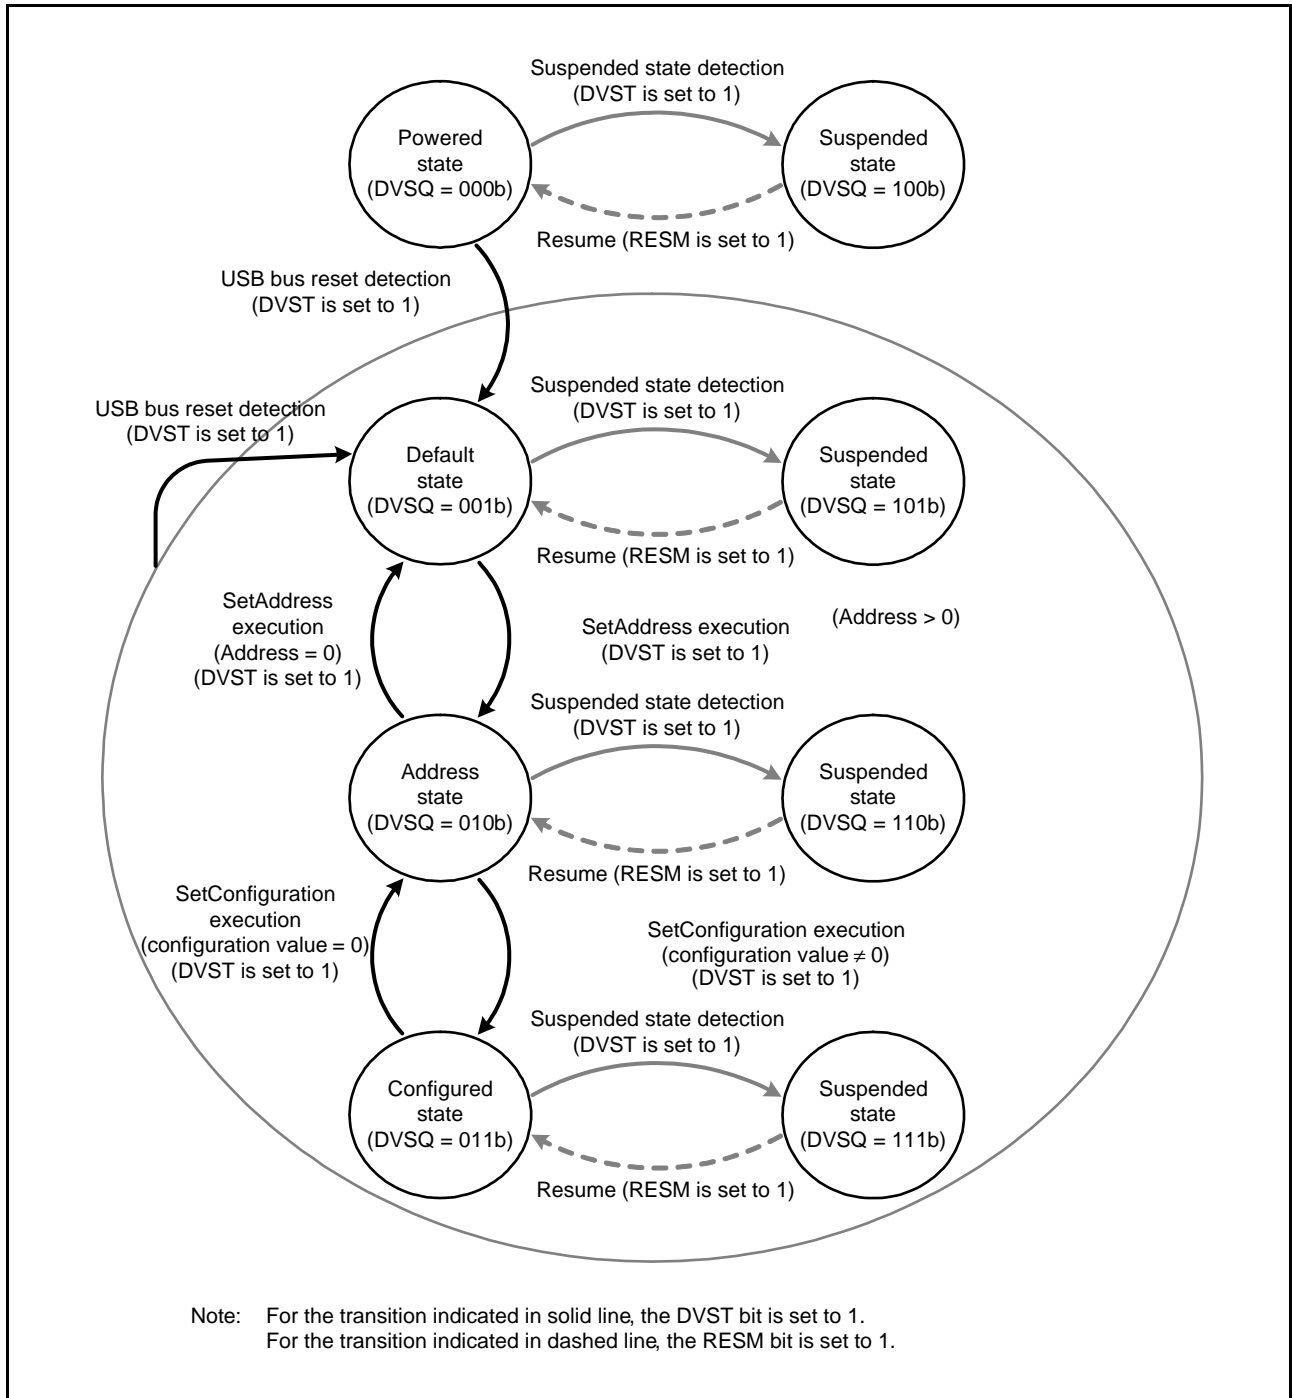 Suspended state detection
(DVST is set to 1)
Powered
state
(DVSQ = 000b)
Suspended
state
(DVSQ = 100b)
Resume (RESM is set to 1)
USB bus reset detection
(DVST is set to 1)
Suspended state detection
(DVST is set to 1)
USB bus reset detection
(DVST is set to 1)
Default
state
(DVSQ = 001b)
Suspended
state
(DVSQ = 101b)
Resume (RESM is set to 1)
SetAddress
execution
(Address = 0)
(DVST is set to 1)
SetAddress execution
(DVST is set to 1)
(Address > 0)
Suspended state detection
(DVST is set to 1)
Address
state
(DVSQ = 010b)
Suspended
state
(DVSQ = 110b)
Resume (RESM is set to 1)
SetConfiguration
execution
(configuration value = 0)
(DVST is set to 1)
SetConfiguration execution
(configuration value ≠ 0)
(DVST is set to 1)
Suspended state detection
(DVST is set to 1)
Configured
state
(DVSQ = 011b)
Suspended
state
(DVSQ = 111b)
Resume (RESM is set to 1)
Note: For the transition indicated in solid line, the DVST bit is set to 1.
For the transition indicated in dashed line, the RESM bit is set to 1.